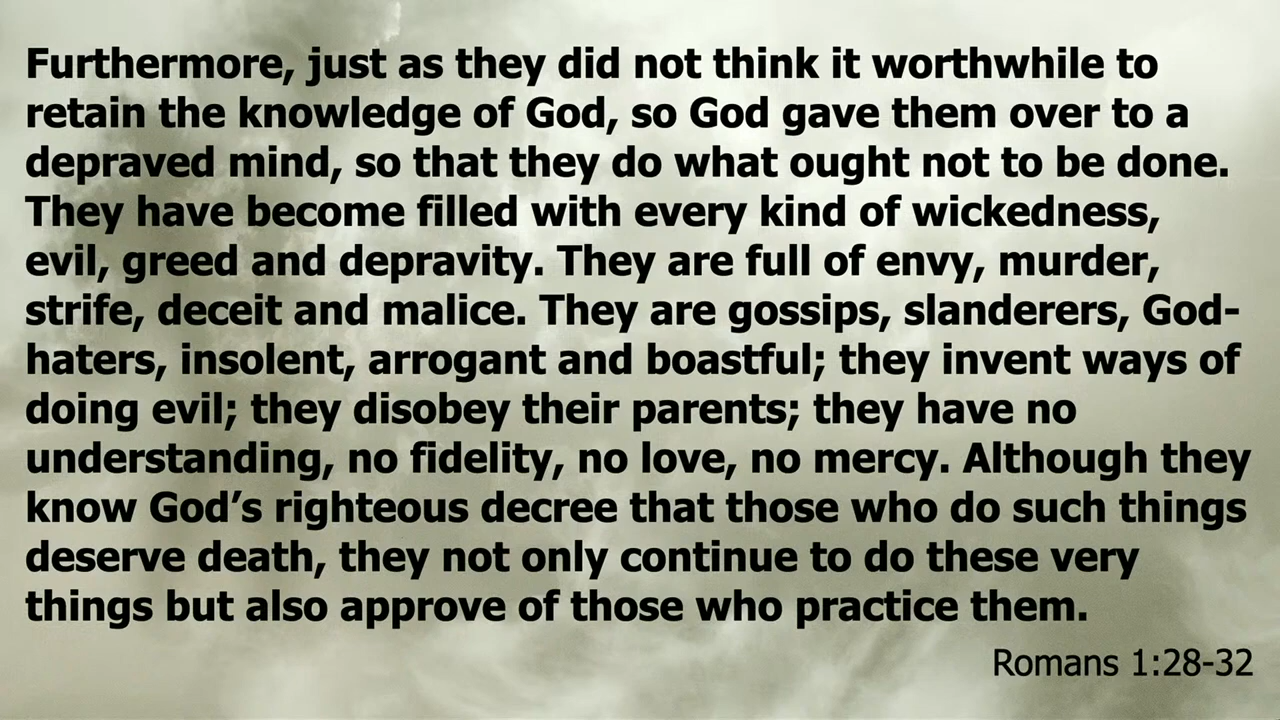 Furthermore, just as they did not think it worthwhile to
retain the knowledge of God, so God gave them over to a
depraved mind, so that they do what ought not to be done.
They have become filled with every kind of wickedness,
evil, greed and depravity. They are full of envy, murder,
strife, deceit and malice. They are gossips, slanderers, God-
haters, insolent, arrogant and boastful; they invent ways of
doing evil; they disobey their parents; they have no
understanding, no fidelity, no love, no mercy. Although they
know God’s righteous decree that those who do such things
deserve death, they not only continue to do these very
things but also approve of those who practice them.
Romans 1:28-32